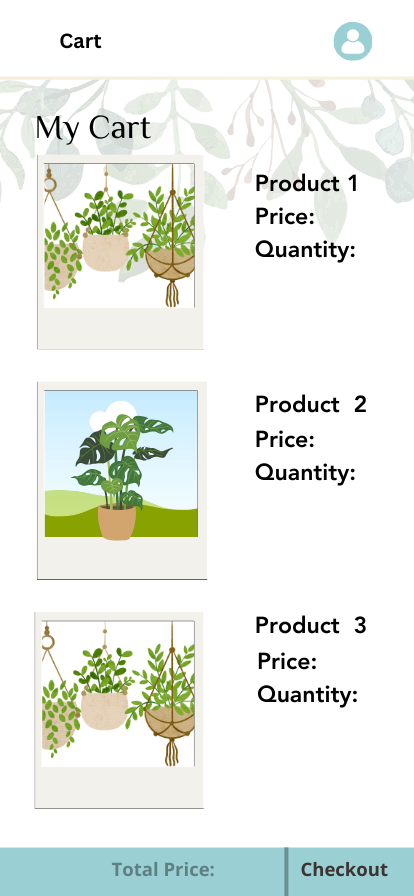 Cart
My Cart
Product 1
Price:
Quantity:
Product 2
Price:
Quantity:
Product 3
Price:
Quantity:
Total Price:
Checkout